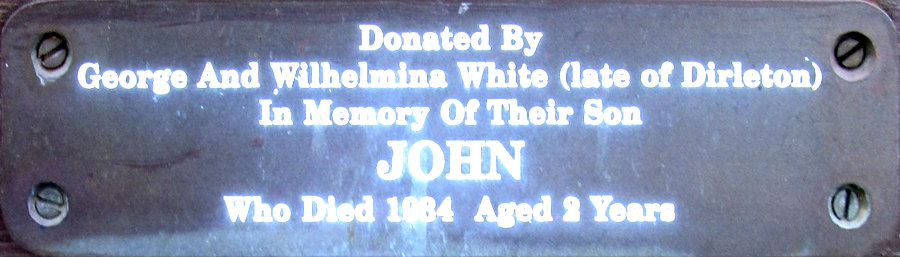 Donated By
George And Wilhelmina White (late of Dirleton)
In Memory Of Their Son
JOHN
Who Died Aged 2 Years